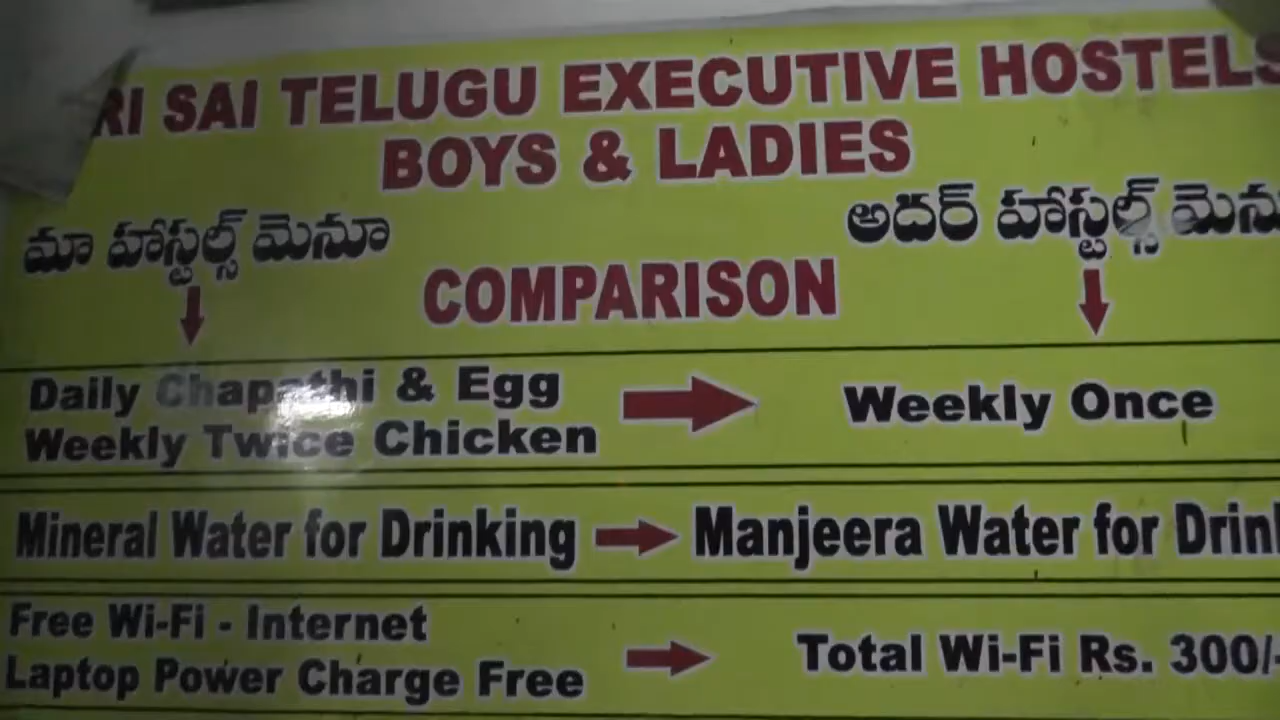 RI SAI TELUGU EXECUTIVE HOSTELS
BOYS & LADIES
మా హాస్టల్స్ మెనూ
అదర్ హాస్టల్స్ మెను
COMPARISON
Daily Chapathi & Egg
Weekly Twice Chicken
Weekly Once
Mineral Water for Drinking
Manjeera Water for Drin
Free Wi-Fi - Internet
Laptop Power Charge Free
Total Wi-Fi Rs. 300/-